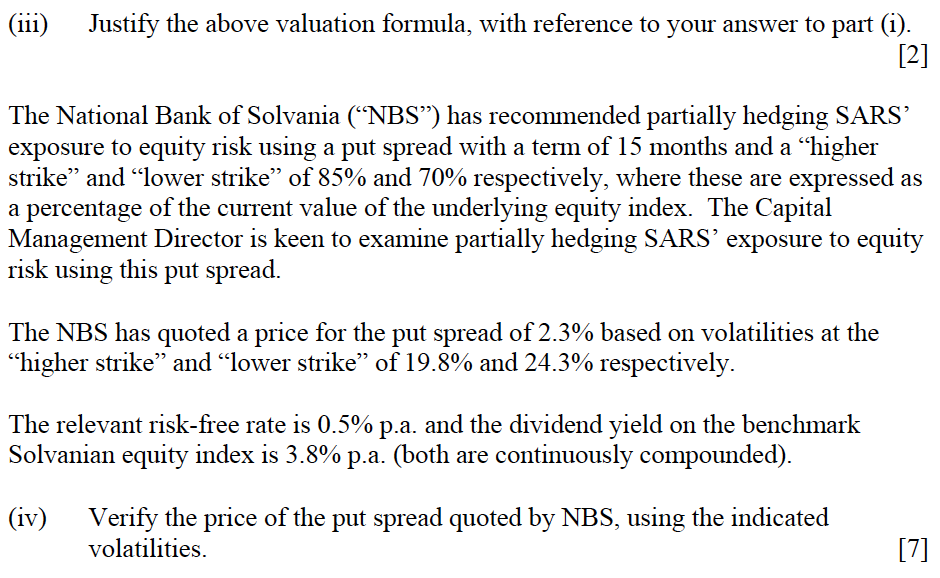 (iii) Justify the above valuation formula, with reference to your answer to part (i).
[2]
The National Bank of Solvania (“NBS”) has recommended partially hedging SARS’
exposure to equity risk using a put spread with a term of 15 months and a “higher
strike” and “lower strike” of 85% and 70% respectively, where these are expressed as
a percentage of the current value of the underlying equity index.  The Capital
Management Director is keen to examine partially hedging SARS’ exposure to equity
risk using this put spread.
The NBS has quoted a price for the put spread of 2.3% based on volatilities at the
“higher strike” and “lower strike” of 19.8% and 24.3% respectively.
The relevant risk-free rate is 0.5% p.a. and the dividend yield on the benchmark
Solvanian equity index is 3.8% p.a. (both are continuously compounded).
(iv) Verify the price of the put spread quoted by NBS, using the indicated
volatilities.
[7]